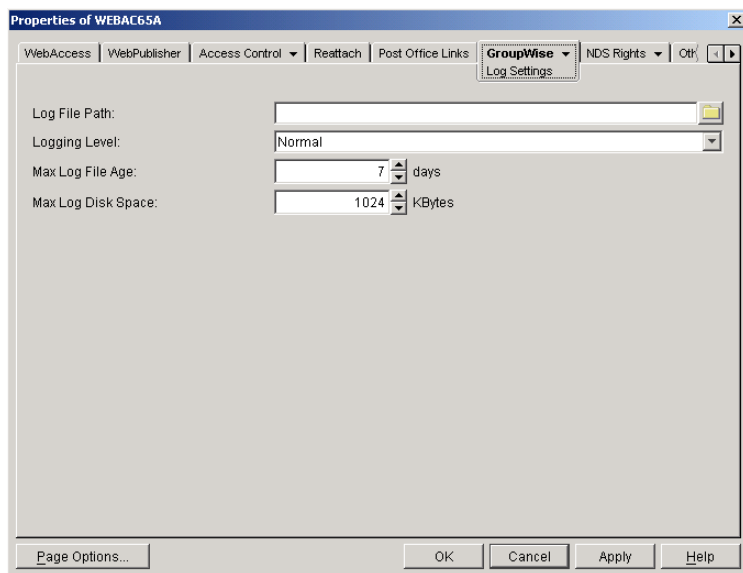 Properties of WEBAC65A
WebAccess WebPublisher Access Control Reattach Post Office Links GroupWise NDS Rights Oth
Log Settings
Log File Path:
Logging Level: Normal
Max Log File Age: 7 days
Max Log Disk Space: 1024 KBytes
Page Options... OK Cancel Apply Help